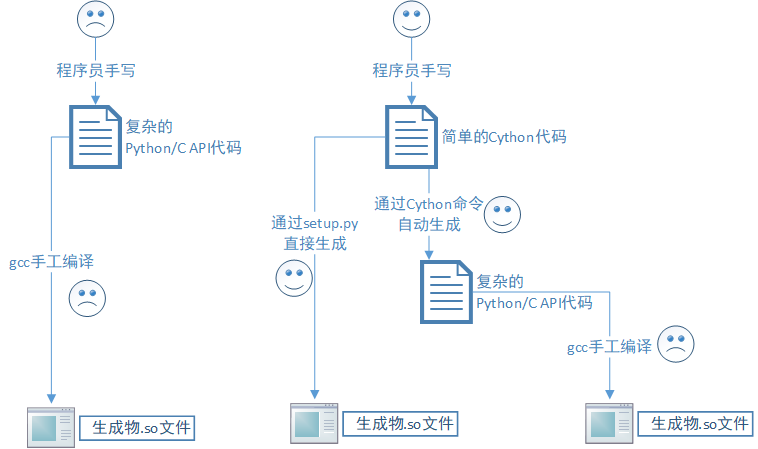 程序员手写
复杂的
Python/C API代码
gcc手工编译
生成物.so文件
程序员手写
简单的Cython代码
通过setup.py
直接生成
通过Cython命令
自动生成
复杂的
Python/C API代码
gcc手工编译
生成物.so文件
生成物.so文件